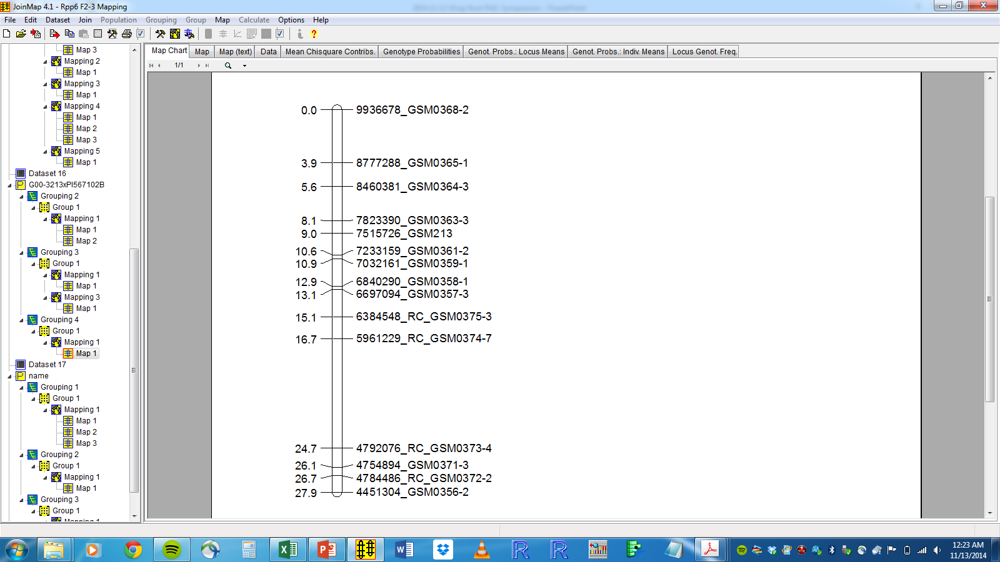 JoinMap 4.1 - Rpp6 F2-3 Mapping
File Edit Dataset Join Population Grouping Group Map Calculate Options Help
Map Chart Map Map (text) Data Mean Chisquare Contribs. Genotype Probabilities Genot. Probs.: Locus Means Genot. Probs.: Indiv. Means Locus Genot. Freq.
1/1
Map 3
Mapping 2
Map 1
Mapping 3
Map 1
Mapping 4
Map 1
Map 2
Map 3
Mapping 5
Map 1
Dataset 16
G00-3213xPI567102B
Grouping 2
Group 1
Mapping 1
Map 1
Map 2
Grouping 3
Group 1
Mapping 1
Map 1
Mapping 3
Map 1
Grouping 4
Group 1
Mapping 1
Map 1
Dataset 17
name
Grouping 1
Group 1
Mapping 1
Map 1
Map 2
Map 3
Grouping 2
Group 1
Mapping 1
Map 1
Grouping 3
Group 1
Mapping 1
0.0 9936678_GSM0368-2
3.9 8777288_GSM0365-1
5.6 8460381_GSM0364-3
8.1 7823390_GSM0363-3
9.0 7515726_GSM213
10.6 7233159_GSM0361-2
10.9 7032161_GSM0359-1
12.9 6840290_GSM0358-1
13.1 6697094_GSM0357-3
15.1 6384548_RC_GSM0375-3
16.7 5961229_RC_GSM0374-7
24.7 4792076_RC_GSM0373-4
26.1 4754894_GSM0371-3
26.7 4784486_RC_GSM0372-2
27.9 4451304_GSM0356-2
12:23 AM
11/13/2014